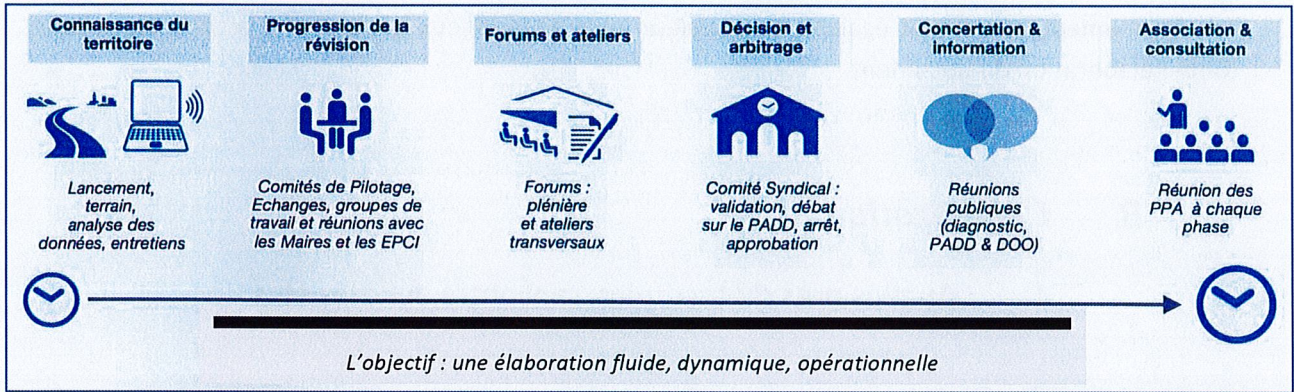 Connaissance du
territoire
Lancement,
terrain,
analyse des
données, entretiens
Progression de la
révision
Comités de Pilotage,
Echanges, groupes de
travail et réunions avec
les Maires et les EPCI
Forums et ateliers
Forums :
plénière
et ateliers
transversaux
Décision et
arbitrage
Comité Syndical :
validation, débat
sur le PADD, arrêt,
approbation
Concertation &
information
Réunions
publiques
(diagnostic,
PADD & DOO)
Association &
consultation
Réunion des
PPA à chaque
phase
L'objectif : une élaboration fluide, dynamique, opérationnelle